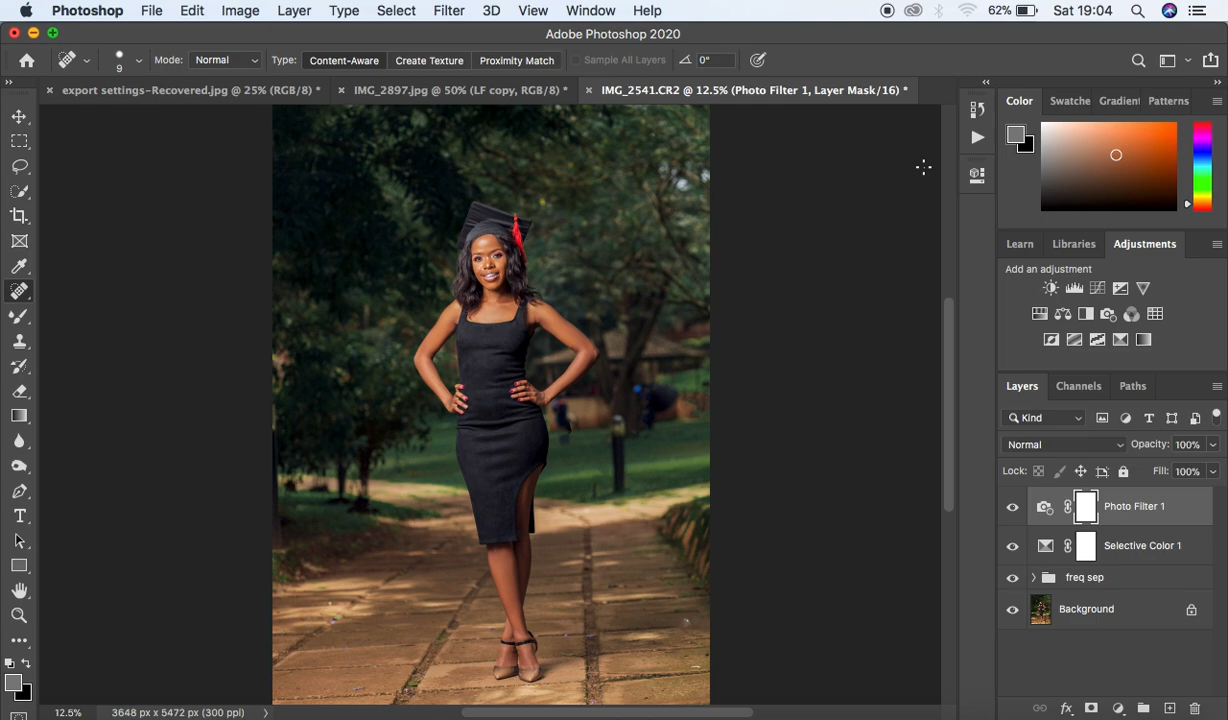 Photoshop File Edit Image Layer Type Select Filter 3D View Window Help 62% Sat 19:04
Adobe Photoshop 2020
9 Mode: Normal Type: Content-Aware Create Texture Proximity Match Sample All Layers 0°
export settings-Recovered.jpg @ 25% (RGB/8) * IMG_2897.jpg @ 50% (LF copy, RGB/8) * IMG_2541.CR2 @ 12.5% (Photo Filter 1, Layer Mask/16) *
Color Swatche Gradient Patterns
Learn Libraries Adjustments
Add an adjustment
Layers Channels Paths
Kind
Normal Opacity: 100%
Lock: Fill: 100%
Photo Filter 1
Selective Color 1
freq sep
Background
12.5% 3648 px x 5472 px (300 ppi)